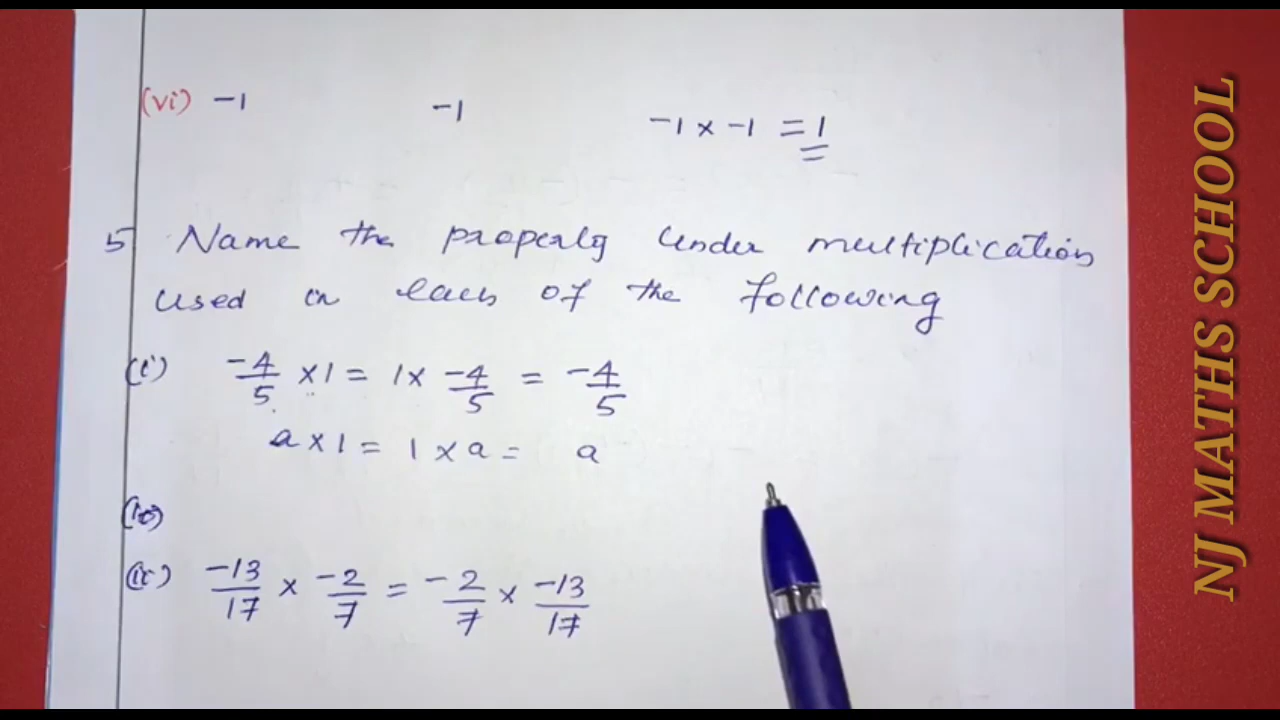 (vi) -1 -1 -1 × -1 = 1
5 Name the property under multiplication
used in each of the following
(i) -4/5 × 1 = 1 × -4/5 = -4/5
a × 1 = 1 × a = a
(ii) -13/17 × -2/7 = -2/7 × -13/17
NJ MATHS SCHOOL